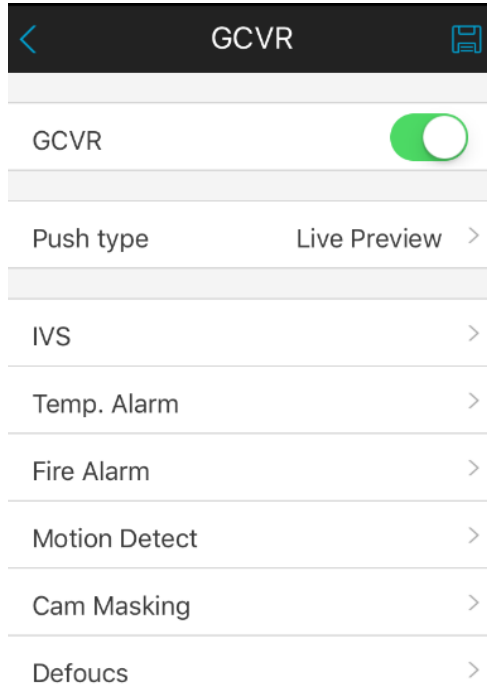 GCVR
GCVR
Push type Live Preview
IVS
Temp. Alarm
Fire Alarm
Motion Detect
Cam Masking
Defoucs